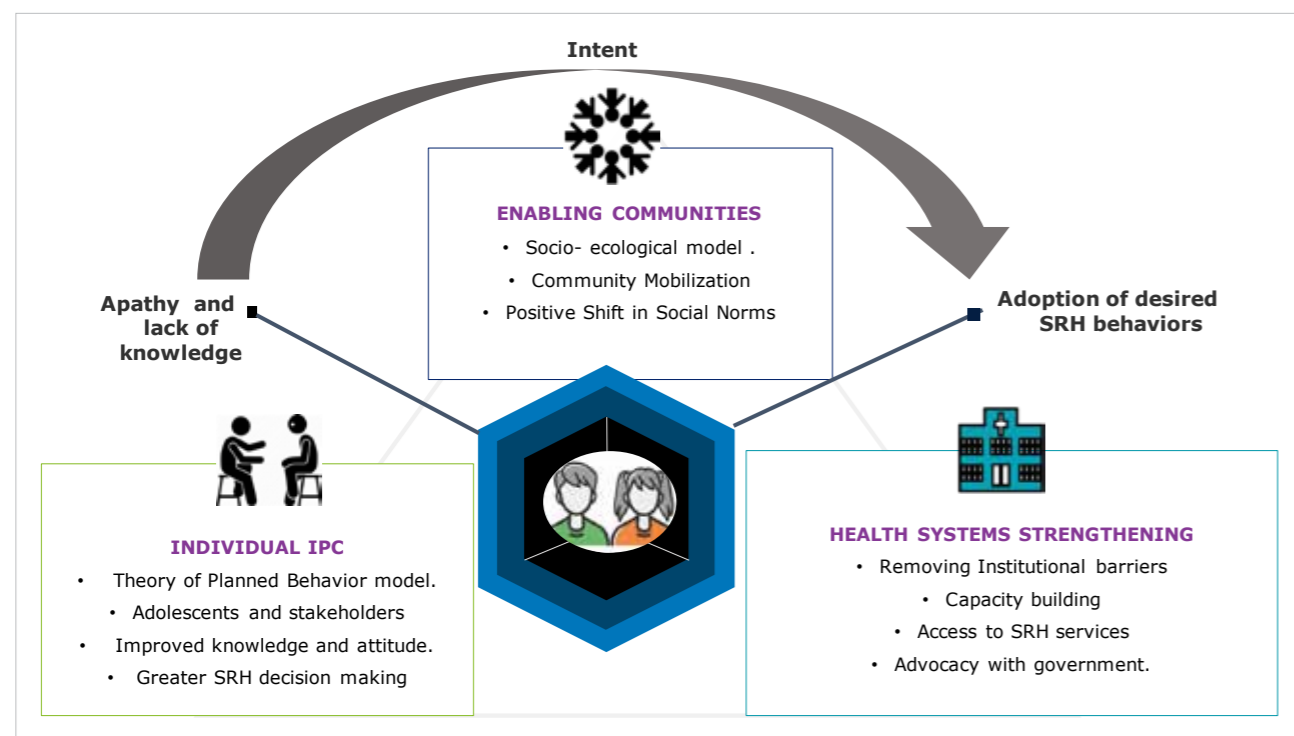 Intent
ENABLING COMMUNITIES
• Socio- ecological model .
• Community Mobilization
• Positive Shift in Social Norms
Apathy and
lack of
knowledge
Adoption of desired
SRH behaviors
INDIVIDUAL IPC
• Theory of Planned Behavior model.
• Adolescents and stakeholders
• Improved knowledge and attitude.
• Greater SRH decision making
HEALTH SYSTEMS STRENGTHENING
• Removing Institutional barriers
• Capacity building
• Access to SRH services
• Advocacy with government.